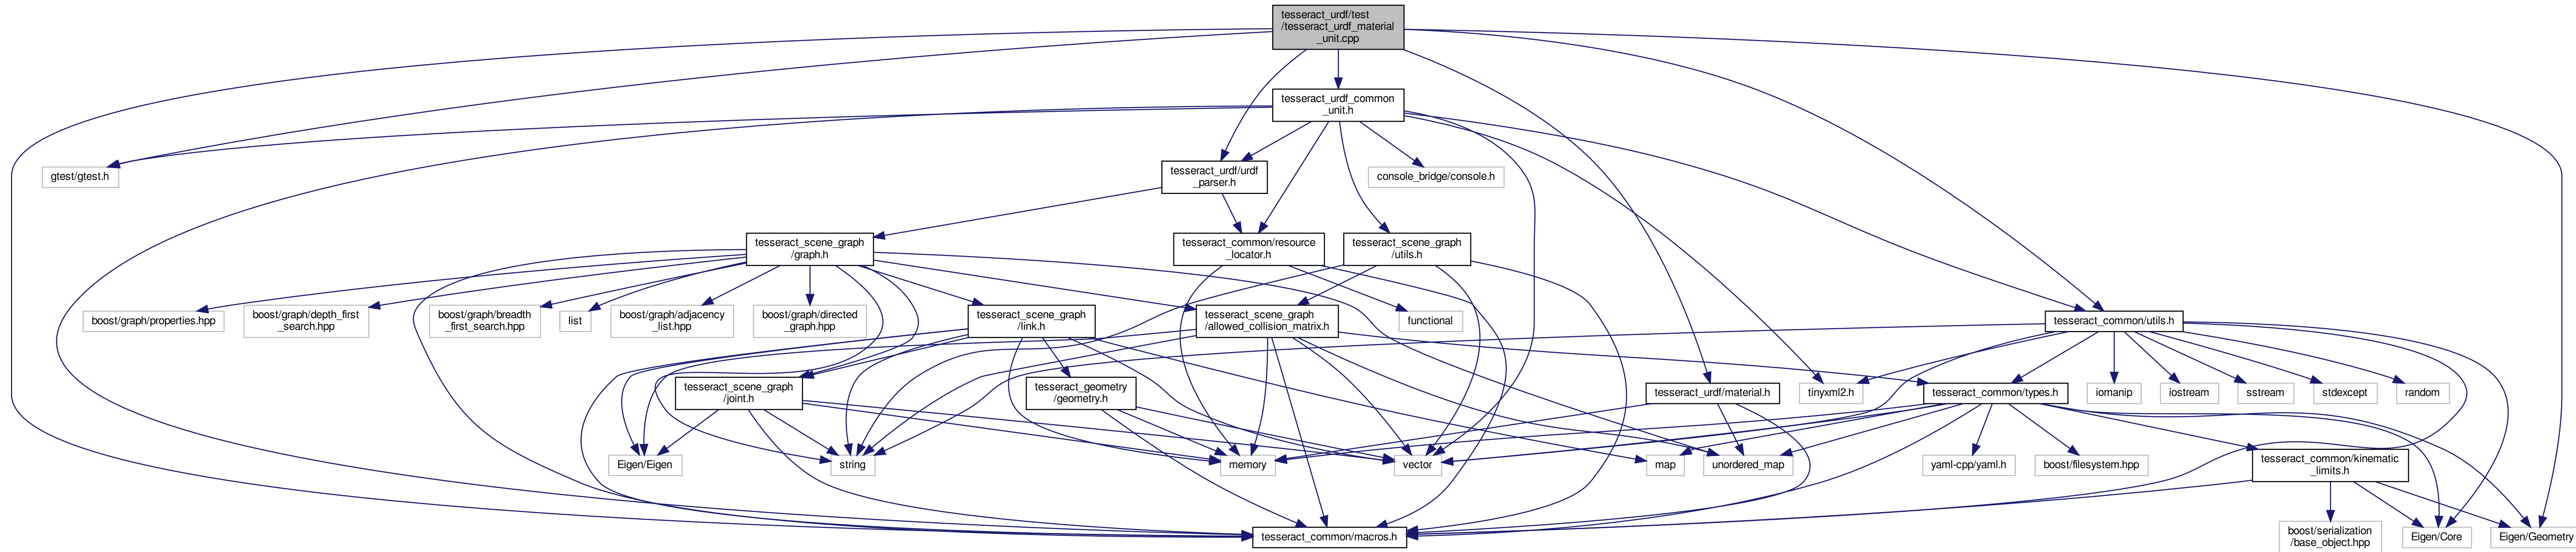 tesseract_urdf/test
/tesseract_urdf_material
_unit.cpp
tesseract_urdf_common
_unit.h
gtest/gtest.h
tesseract_urdf/urdf
_parser.h
console_bridge/console.h
tesseract_scene_graph
/graph.h
tesseract_common/resource
_locator.h
tesseract_scene_graph
/utils.h
boost/graph/properties.hpp
boost/graph/depth_first
_search.hpp
boost/graph/breadth
_first_search.hpp
list
boost/graph/adjacency
_list.hpp
boost/graph/directed
_graph.hpp
tesseract_scene_graph
/link.h
tesseract_scene_graph
/allowed_collision_matrix.h
functional
tesseract_common/utils.h
tesseract_scene_graph
/joint.h
tesseract_geometry
/geometry.h
tesseract_urdf/material.h
tinyxml2.h
tesseract_common/types.h
iomanip
iostream
sstream
stdexcept
random
Eigen/Eigen
string
memory
vector
map
unordered_map
yaml-cpp/yaml.h
boost/filesystem.hpp
tesseract_common/kinematic
_limits.h
tesseract_common/macros.h
boost/serialization
/base_object.hpp
Eigen/Core
Eigen/Geometry